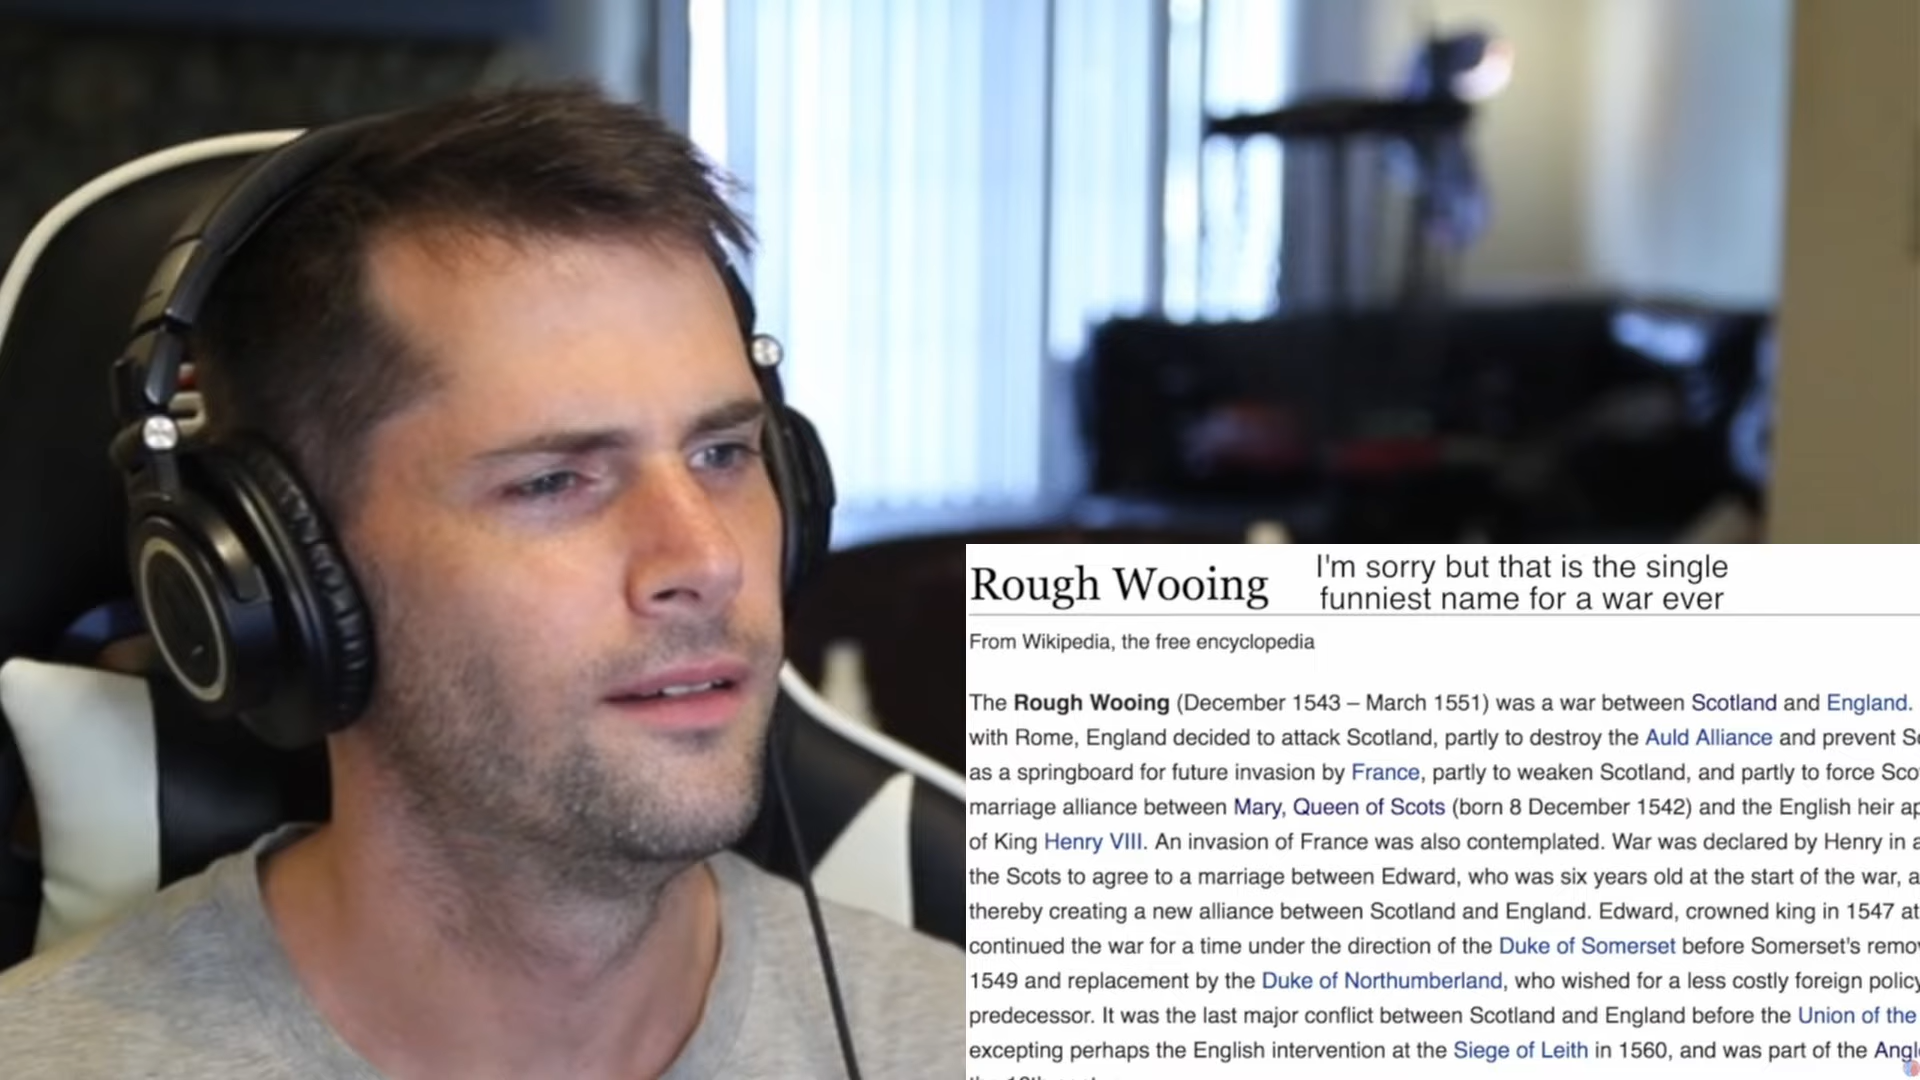 Rough Wooing
I'm sorry but that is the single
funniest name for a war ever
From Wikipedia, the free encyclopedia
The Rough Wooing (December 1543 – March 1551) was a war between Scotland and England.
with Rome, England decided to attack Scotland, partly to destroy the Auld Alliance and prevent
as a springboard for future invasion by France, partly to weaken Scotland, and partly to force
marriage alliance between Mary, Queen of Scots (born 8 December 1542) and the English heir
of King Henry VIII. An invasion of France was also contemplated. War was declared by Henry in
the Scots to agree to a marriage between Edward, who was six years old at the start of the war,
thereby creating a new alliance between Scotland and England. Edward, crowned king in 1547 at
continued the war for a time under the direction of the Duke of Somerset before Somerset's
1549 and replacement by the Duke of Northumberland, who wished for a less costly foreign policy
predecessor. It was the last major conflict between Scotland and England before the Union of the
excepting perhaps the English intervention at the Siege of Leith in 1560, and was part of the